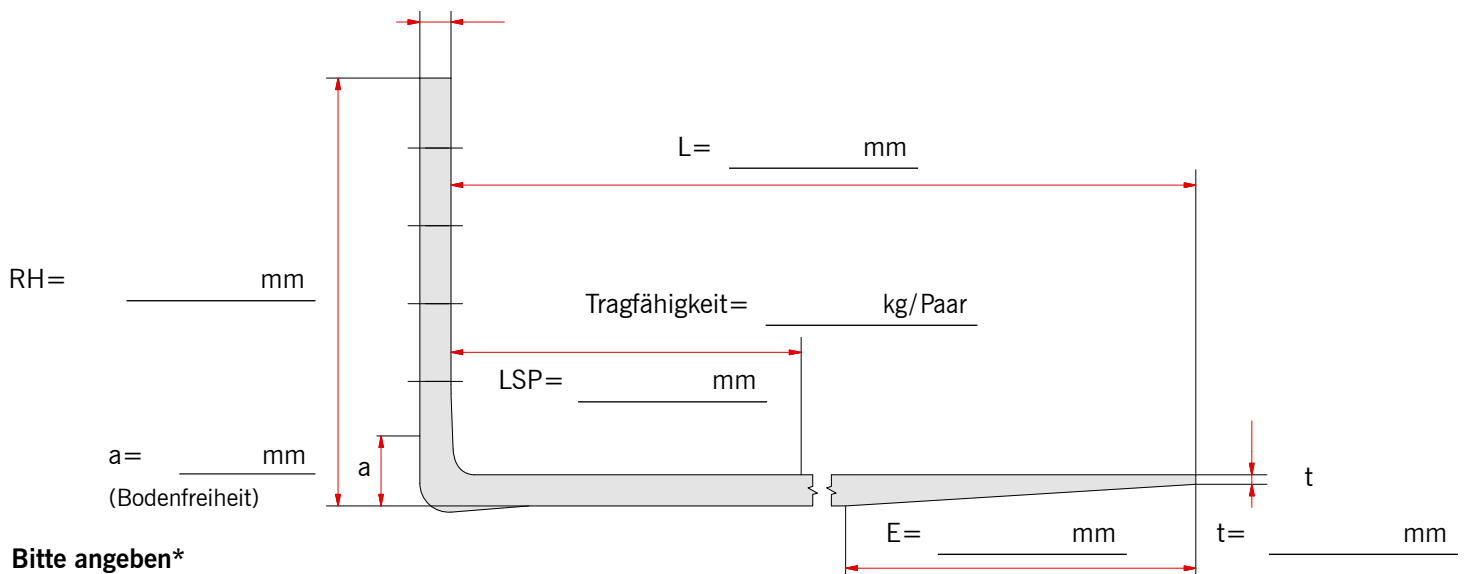 L= mm
RH= mm
Tragfähigkeit= kg/Paar
LSP= mm
a= mm
a
(Bodenfreiheit)
t
E= mm
t= mm
Bitte angeben*